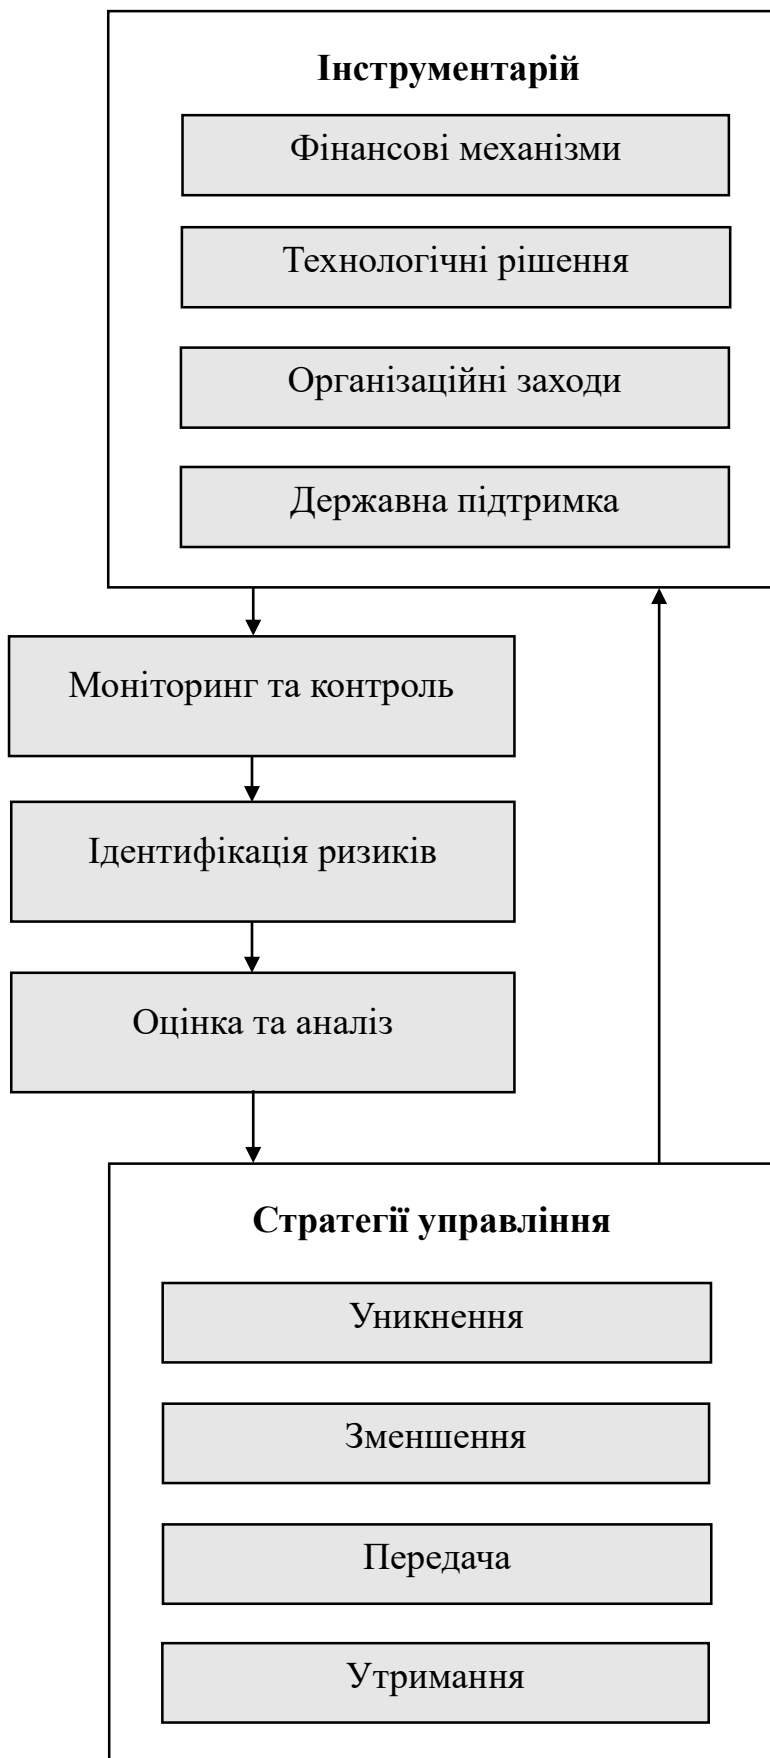 Інструментарій
Фінансові механізми
Технологічні рішення
Організаційні заходи
Державна підтримка
Моніторинг та контроль
Ідентифікація ризиків
Оцінка та аналіз
Стратегії управління
Уникнення
Зменшення
Передача
Утримання